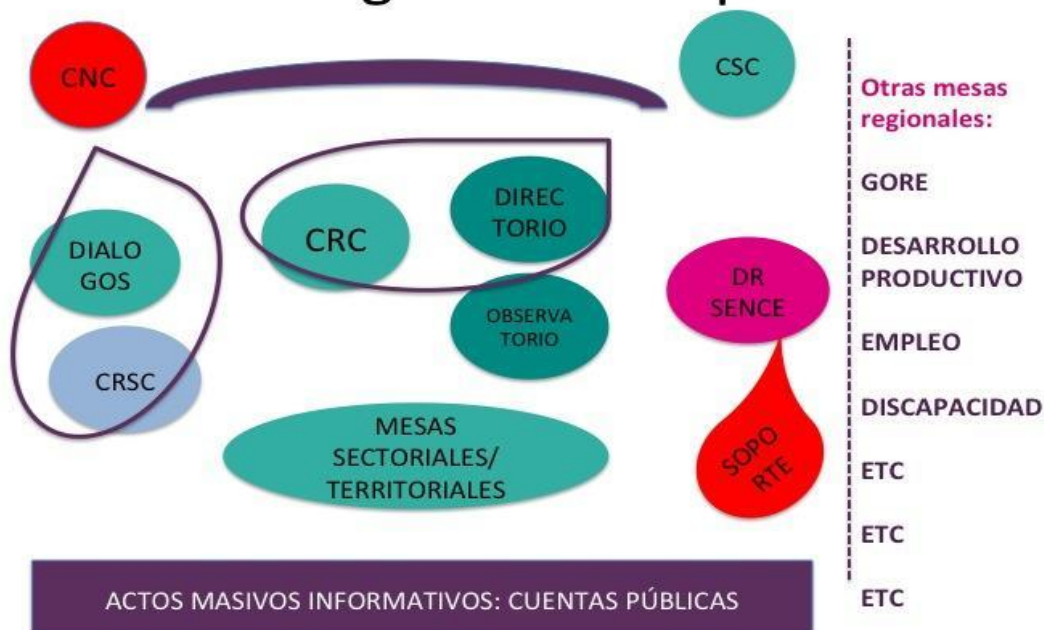 CNC
CSC
DIALO
GOS
CRSC
CRC
DIREC
TORIO
OBSERVA
TORIO
MESAS
SECTORIALES/
TERRITORIALES
DR
SENCE
SOPO
RTE
Otras mesas
regionales:
GORE
DESARROLLO
PRODUCTIVO
EMPLEO
DISCAPACIDAD
ETC
ETC
ETC
ACTOS MASIVOS INFORMATIVOS: CUENTAS PÚBLICAS